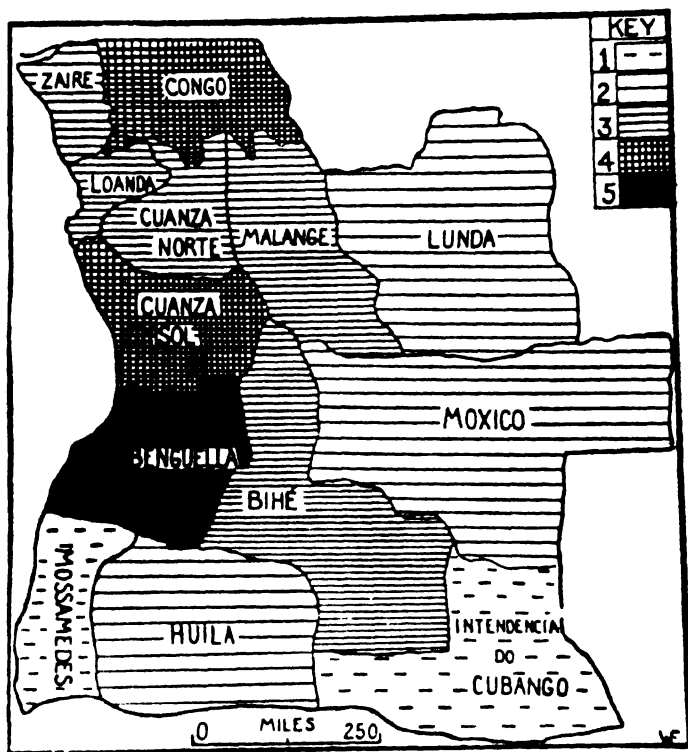 KEY
1
2
3
4
5
ZAIRE
CONGO
LOANDA
CUANZA
NORTE
MALANGE
LUNDA
CUANZA
SOL
MOXICO
BENGUELLA
BIHÉ
MOSSAMEDES
HUILA
INTENDENCIA
DO
CUBANGO
0 MILES 250